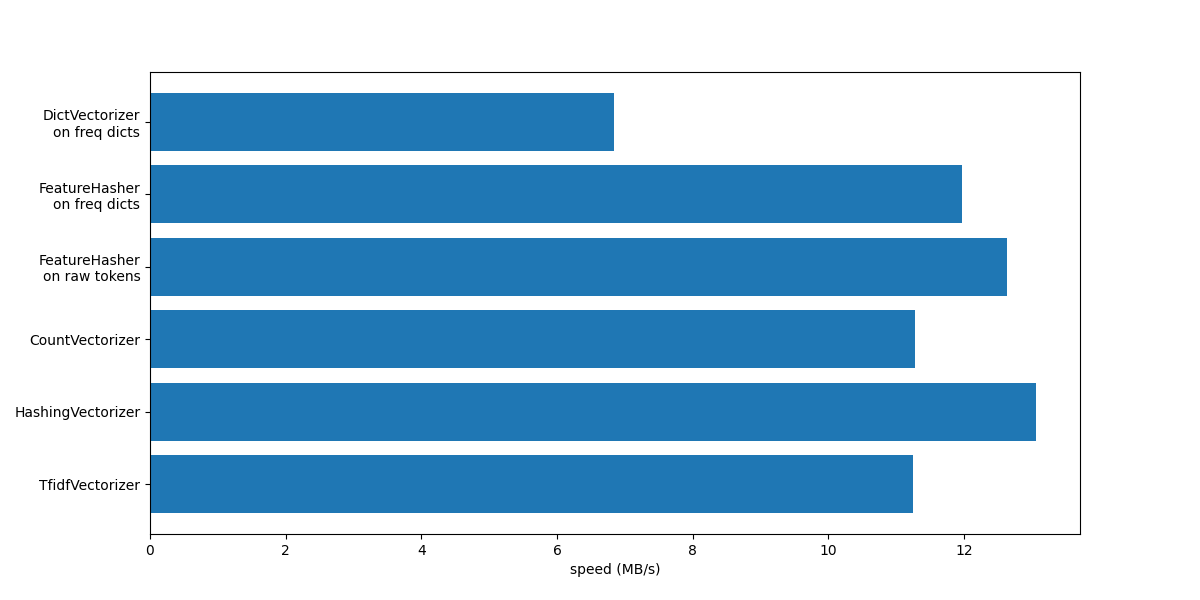 DictVectorizer
on freq dicts
FeatureHasher
on freq dicts
FeatureHasher
on raw tokens
CountVectorizer
HashingVectorizer
TfidfVectorizer
0 2 4 6 8 10 12
speed (MB/s)